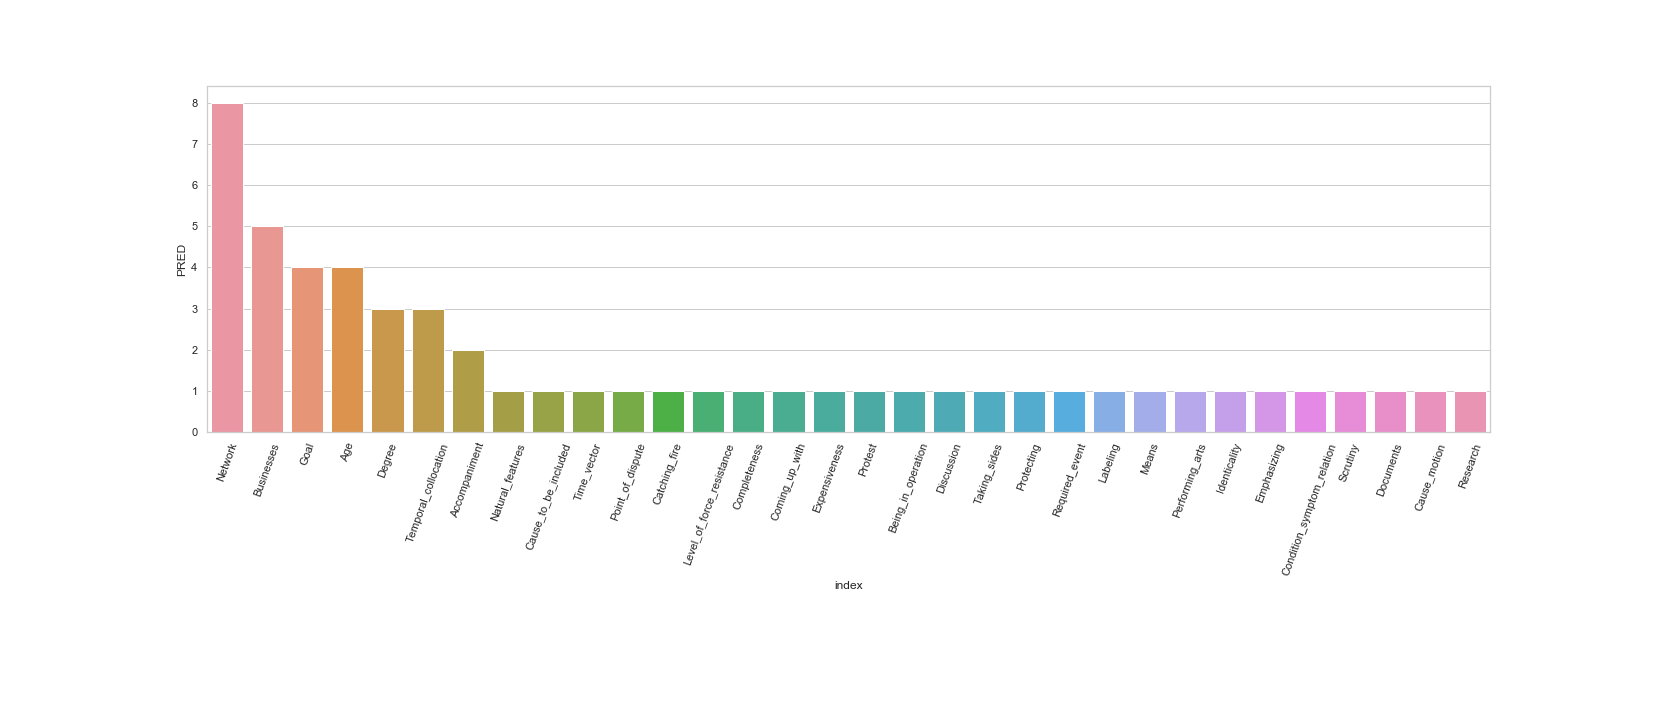 8
7
6
5
4
3
2
1
0
PRED
Network
Businesses
Goal
Age
Degree
Temporal_collocation
Accompaniment
Natural_features
Cause_to_be_included
Time_vector
Point_of_dispute
Catching_fire
Level_of_force_resistance
Completeness
Coming_up_with
Expensiveness
Protest
Being_in_operation
Discussion
Taking_sides
Protecting
Required_event
Labeling
Means
Performing_arts
Identicality
Emphasizing
Condition_symptom_relation
Scrutiny
Documents
Cause_motion
Research
index